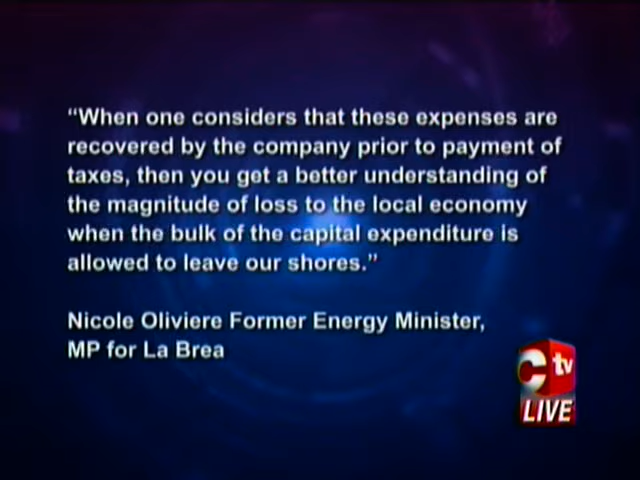 “When one considers that these expenses are
recovered by the company prior to payment of
taxes, then you get a better understanding of
the magnitude of loss to the local economy
when the bulk of the capital expenditure is
allowed to leave our shores.”
Nicole Oliviere Former Energy Minister,
MP for La Brea
Ctv
LIVE